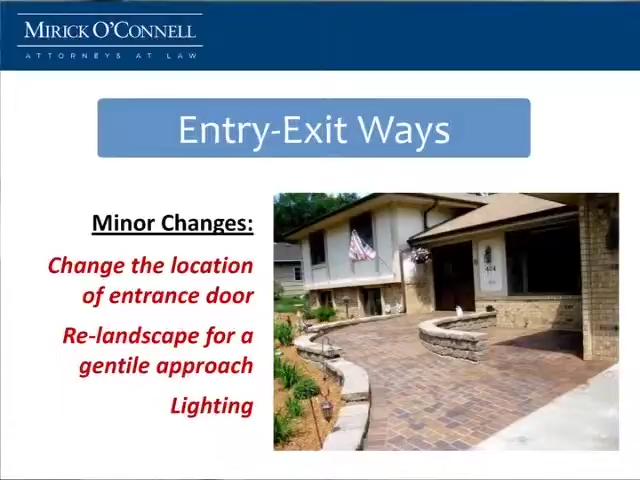 MIRICK O'CONNELL
ATTORNEYS AT LAW
Entry-Exit Ways
Minor Changes:
Change the location
of entrance door
Re-landscape for a
gentile approach
Lighting